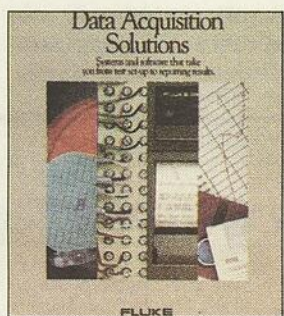 Data Acquisition
Solutions
Systems and software that take
you from test set-up to reporting results.
FLUKE